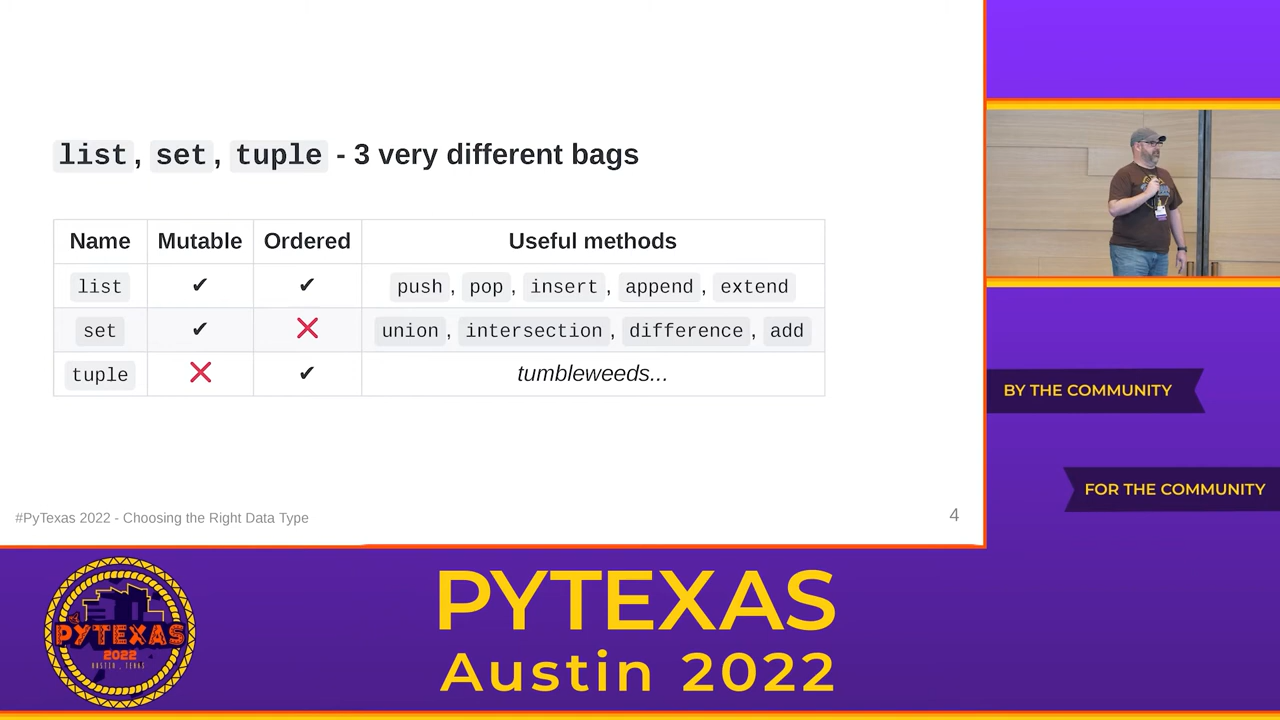 list, set, tuple - 3 very different bags
Name Mutable Ordered Useful methods
list ✔ ✔ push, pop, insert, append, extend
set ✔ ❌ union, intersection, difference, add
tuple ❌ ✔ tumbleweeds...
#PyTexas 2022 - Choosing the Right Data Type
4
BY THE COMMUNITY
FOR THE COMMUNITY
PYTEXAS
2022
AUSTIN, TEXAS
PYTEXAS
Austin 2022